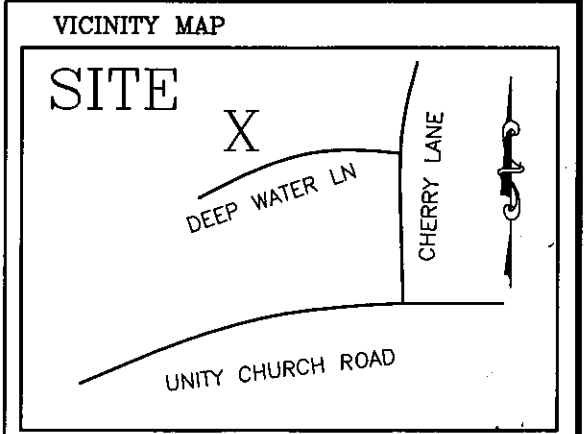 VICINITY MAP
SITE
X
DEEP WATER LN
CHERRY LANE
UNITY CHURCH ROAD